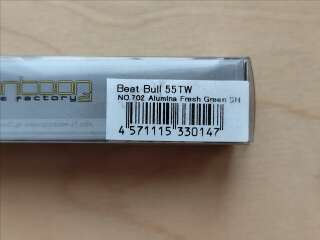 e factory
Beat Bull 55TW
NO.702 Alumina Fresh Green SH
4 571115 330147